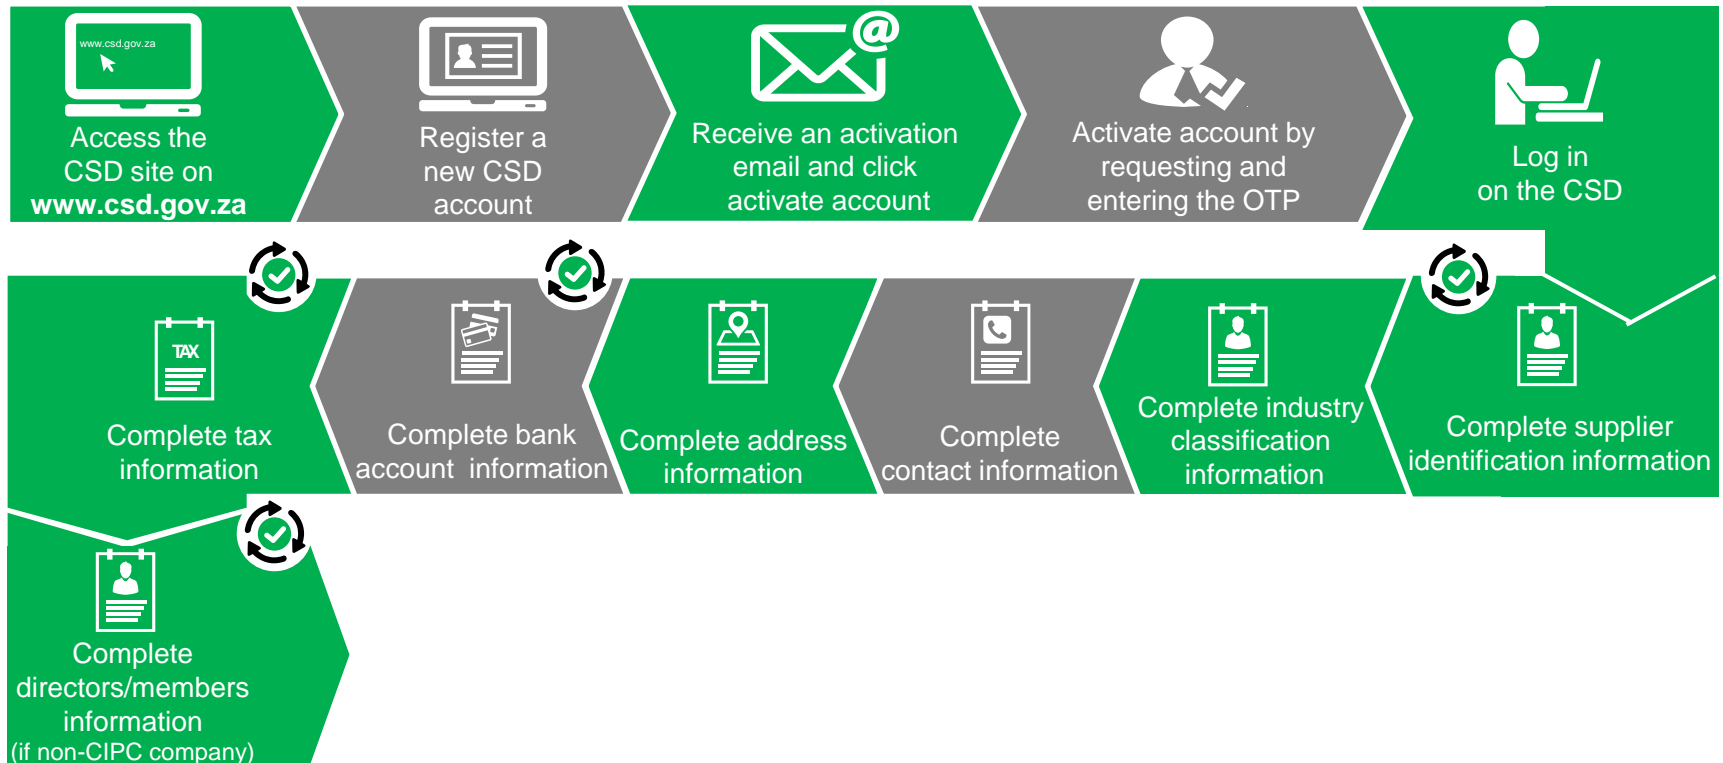 www.csd.gov.za
Access the
CSD site on
www.csd.gov.za
Register a
new CSD
account
@
Receive an activation
email and click
activate account
Activate account by
requesting and
entering the OTP
Log in
on the CSD
Complete supplier
identification information
Complete industry
classification
information
Complete
contact information
Complete address
information
Complete bank
account  information
TAX
Complete tax
information
Complete
directors/members
information
(if non-CIPC company)